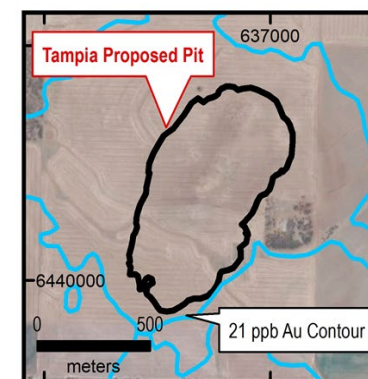 637000
Tampia Proposed Pit
6440000
0 500
21 ppb Au Contour
meters